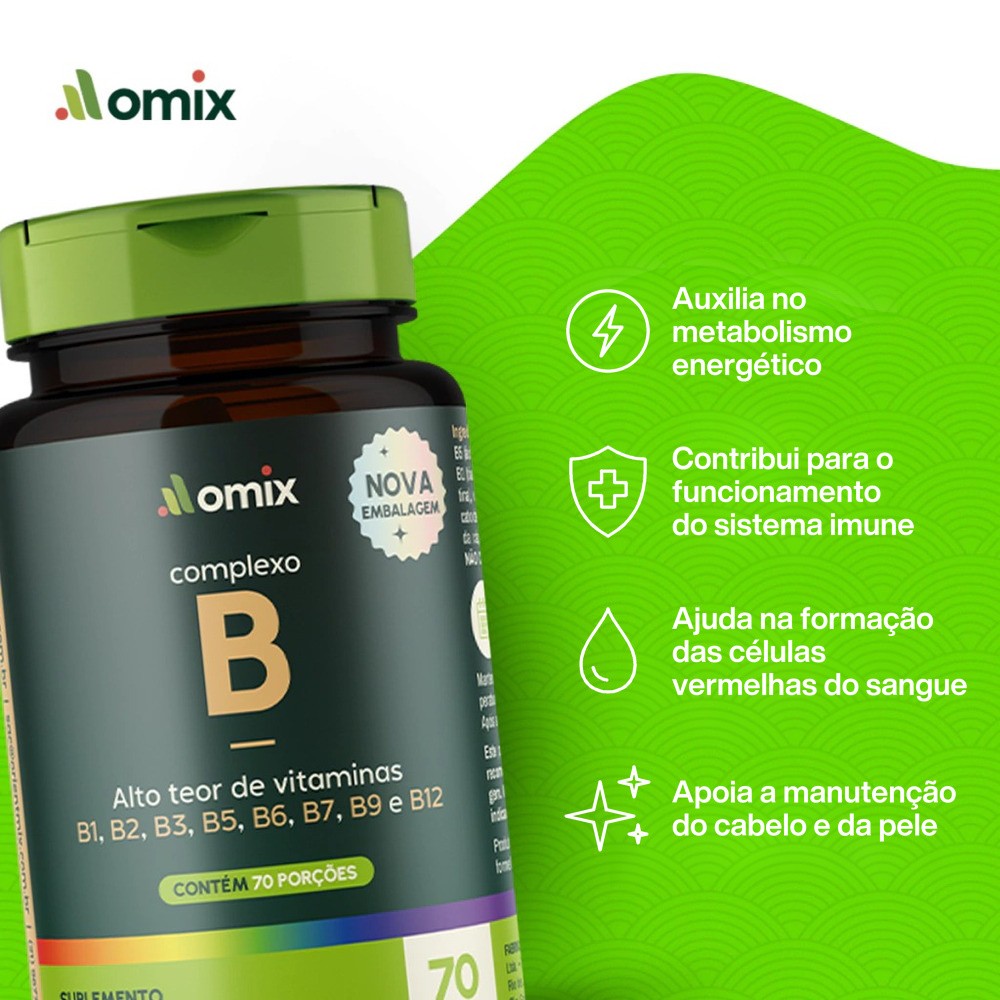 omix
omix
NOVA
EMBALAGEM
complexo
B
Alto teor de vitaminas
B1, B2, B3, B5, B6, B7, B9 e B12
CONTÉM 70 PORÇÕES
SUPLEMENTO
70
Auxilia no
metabolismo
energético
Contribui para o
funcionamento
do sistema imune
Ajuda na formação
das células
vermelhas do sangue
Apoia a manutenção
do cabelo e da pele